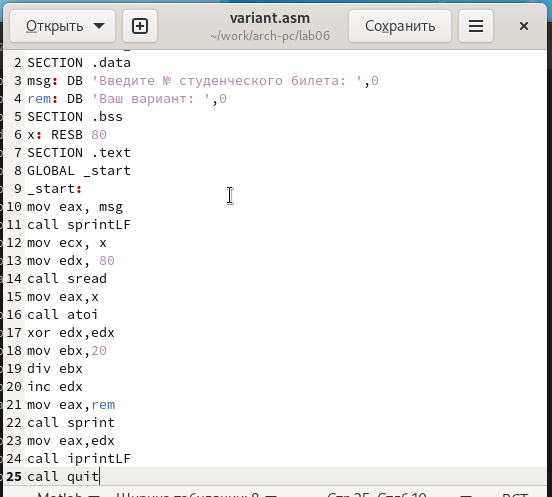 Открыть
variant.asm
~/work/arch-pc/lab06
Сохранить
2 SECTION .data
3 msg: DB 'Введите № студенческого билета: ',0
4 rem: DB 'Ваш вариант: ',0
5 SECTION .bss
6 x: RESB 80
7 SECTION .text
8 GLOBAL _start
9 _start:
10 mov eax, msg
11 call sprintLF
12 mov ecx, x
13 mov edx, 80
14 call sread
15 mov eax,x
16 call atoi
17 xor edx,edx
18 mov ebx,20
19 div ebx
20 inc edx
21 mov eax,rem
22 call sprint
23 mov eax,edx
24 call iprintLF
25 call quit